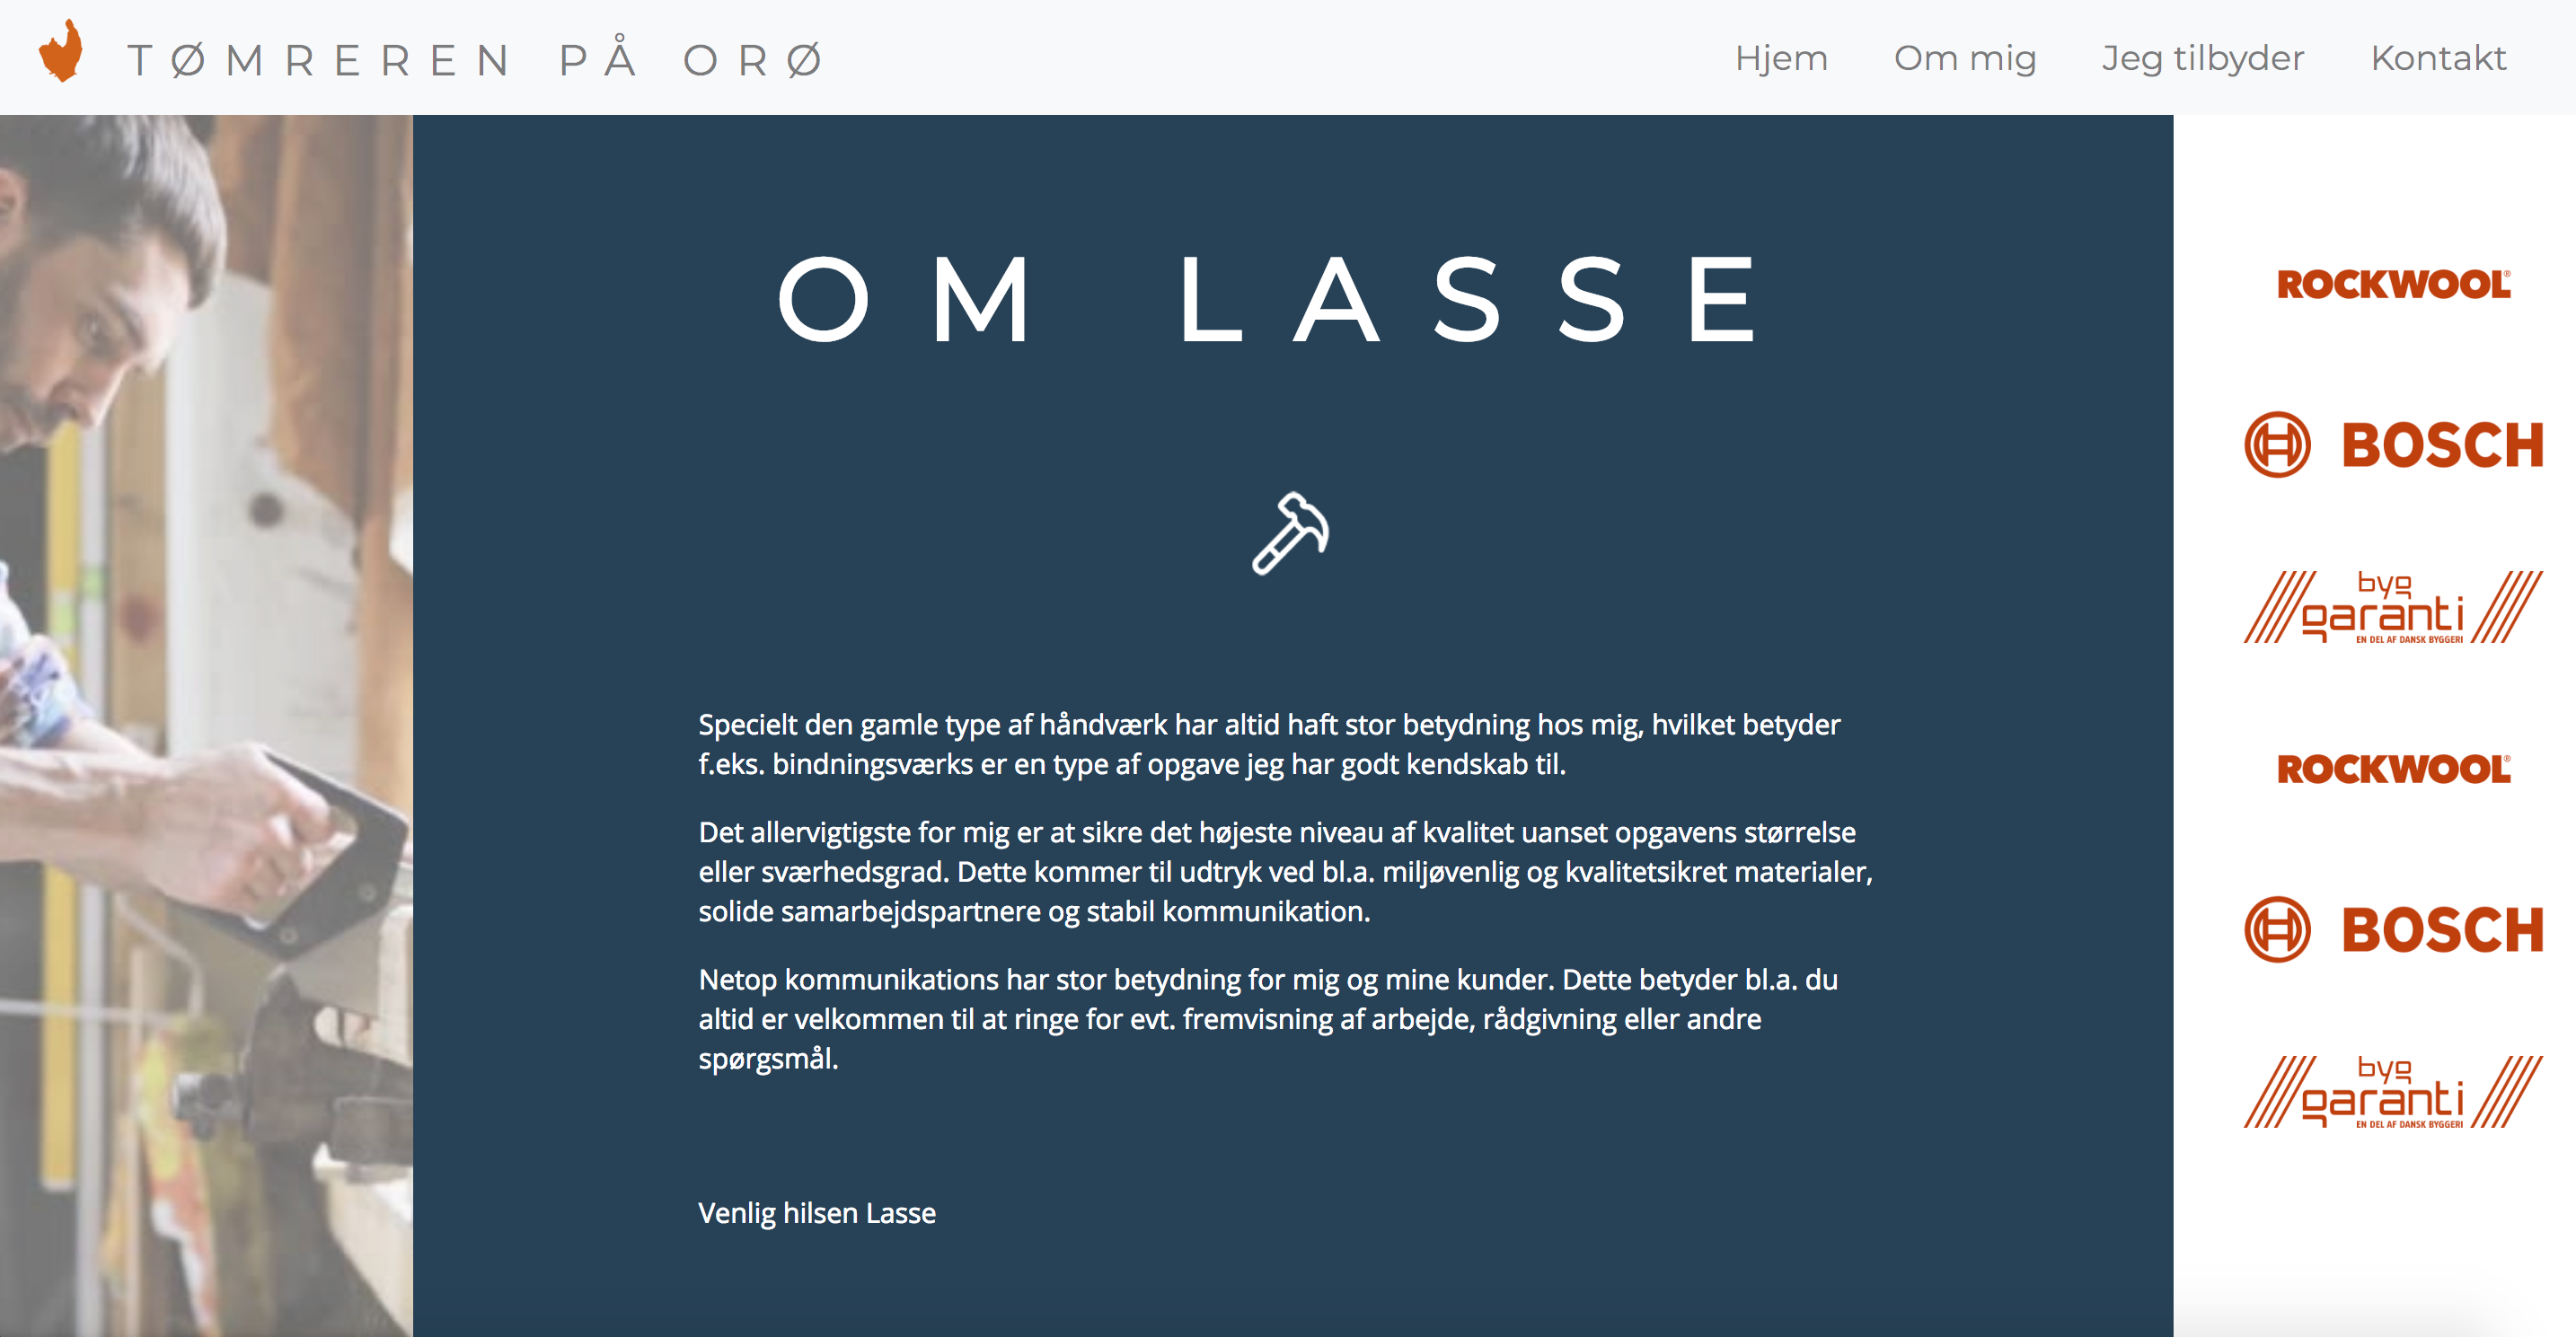 TØMREREN PÅ ORØ
Hjem
Om mig
Jeg tilbyder
Kontakt
OM LASSE
Specielt den gamle type af håndværk har altid haft stor betydning hos mig, hvilket betyder
f.eks. bindningsværks er en type af opgave jeg har godt kendskab til.
Det allervigtigste for mig er at sikre det højeste niveau af kvalitet uanset opgavens størrelse
eller sværhedsgrad. Dette kommer til udtryk ved bl.a. miljøvenlig og kvalitetsikret materialer,
solide samarbejdspartnere og stabil kommunikation.
Netop kommunikations har stor betydning for mig og mine kunder. Dette betyder bl.a. du
altid er velkommen til at ringe for evt. fremvisning af arbejde, rådgivning eller andre
spørgsmål.
Venlig hilsen Lasse
ROCKWOOL®
BOSCH
byg
garanti
EN DEL AF DANSK BYGGERI
ROCKWOOL®
BOSCH
byg
garanti
EN DEL AF DANSK BYGGERI